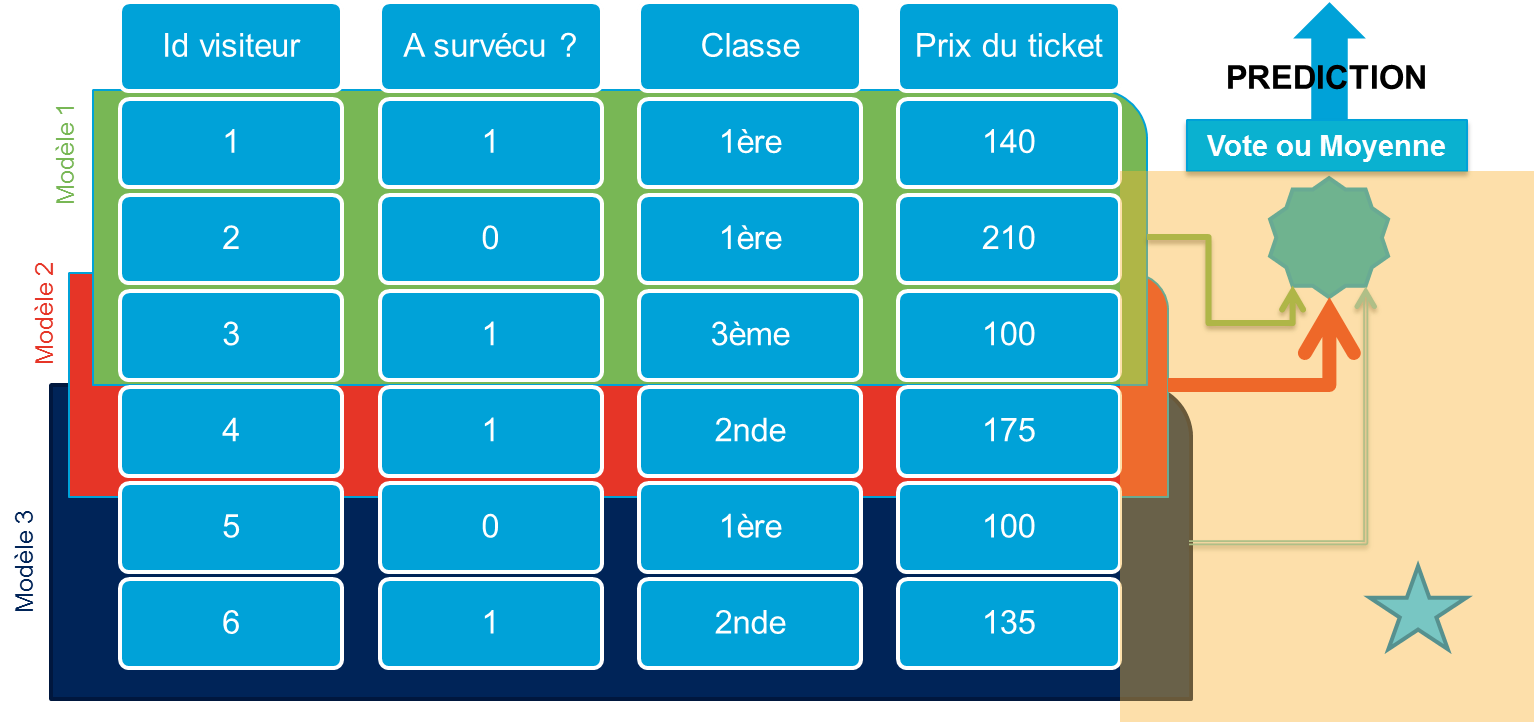 Id visiteur A survécu ? Classe Prix du ticket
PREDICTION
Vote ou Moyenne
Modèle 1
1 1 1ère 140
2 0 1ère 210
Modèle 2
3 1 3ème 100
4 1 2nde 175
Modèle 3
5 0 1ère 100
6 1 2nde 135